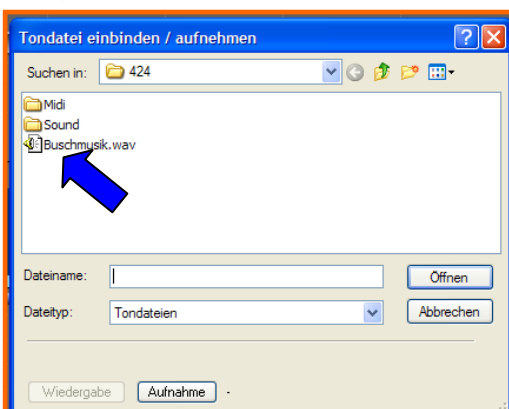 Tondatei einbinden / aufnehmen
Suchen in: 424
Midi
Sound
Buschmusik.wav
Dateiname: Öffnen
Dateityp: Tondateien Abbrechen
Wiedergabe Aufnahme -